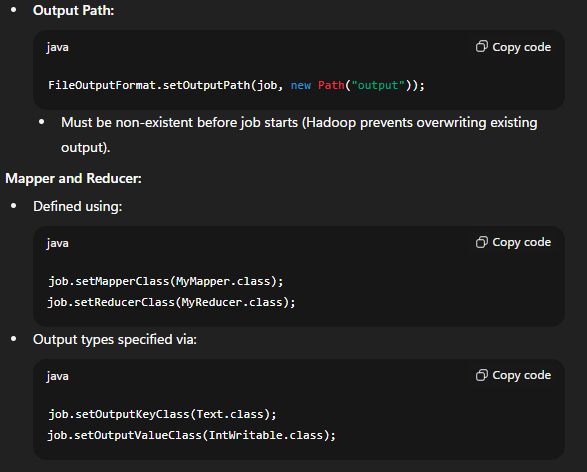 Output Path:
java
Copy code
FileOutputFormat.setOutputPath(job, new Path("output"));
Must be non-existent before job starts (Hadoop prevents overwriting existing
output).
Mapper and Reducer:
Defined using:
java
Copy code
job.setMapperClass(MyMapper.class);
job.setReducerClass(MyReducer.class);
Output types specified via:
java
Copy code
job.setOutputKeyClass(Text.class);
job.setOutputValueClass(IntWritable.class);